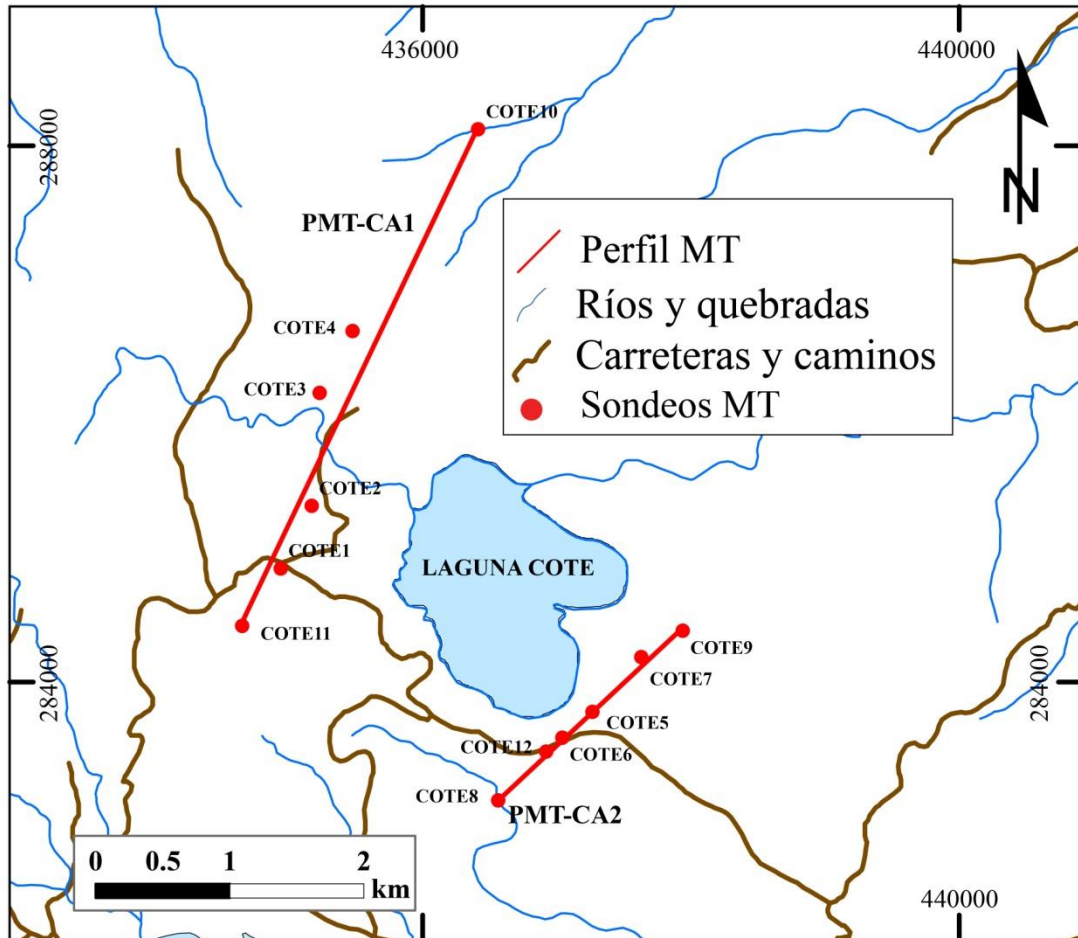 436000
440000
COTE10
288000
288000
PMT-CA1
N
Perfil MT
Ríos y quebradas
Carreteras y caminos
Sondeos MT
COTE4
COTE3
COTE2
COTE1
LAGUNA COTE
COTE11
COTE9
COTE7
284000
284000
COTE5
COTE12
COTE6
COTE8
PMT-CA2
0 0.5 1 2
km
440000